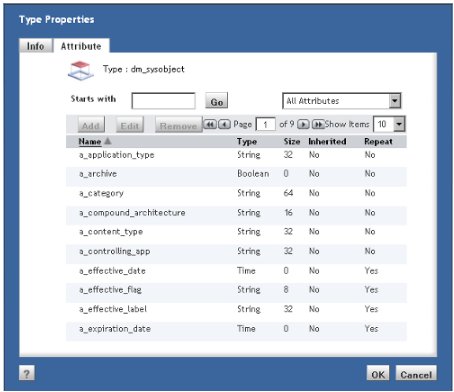 Type Properties
Info Attribute
Type : dm_sysobject
Starts with Go All Attributes
Add Edit Remove Page 1 of 9 Show Items 10
Name Type Size Inherited Repeat
a_application_type String 32 No No
a_archive Boolean 0 No No
a_category String 64 No No
a_compound_architecture String 16 No No
a_content_type String 32 No No
a_controlling_app String 32 No No
a_effective_date Time 0 No Yes
a_effective_flag String 8 No Yes
a_effective_label String 32 No Yes
a_expiration_date Time 0 No Yes
? OK Cancel